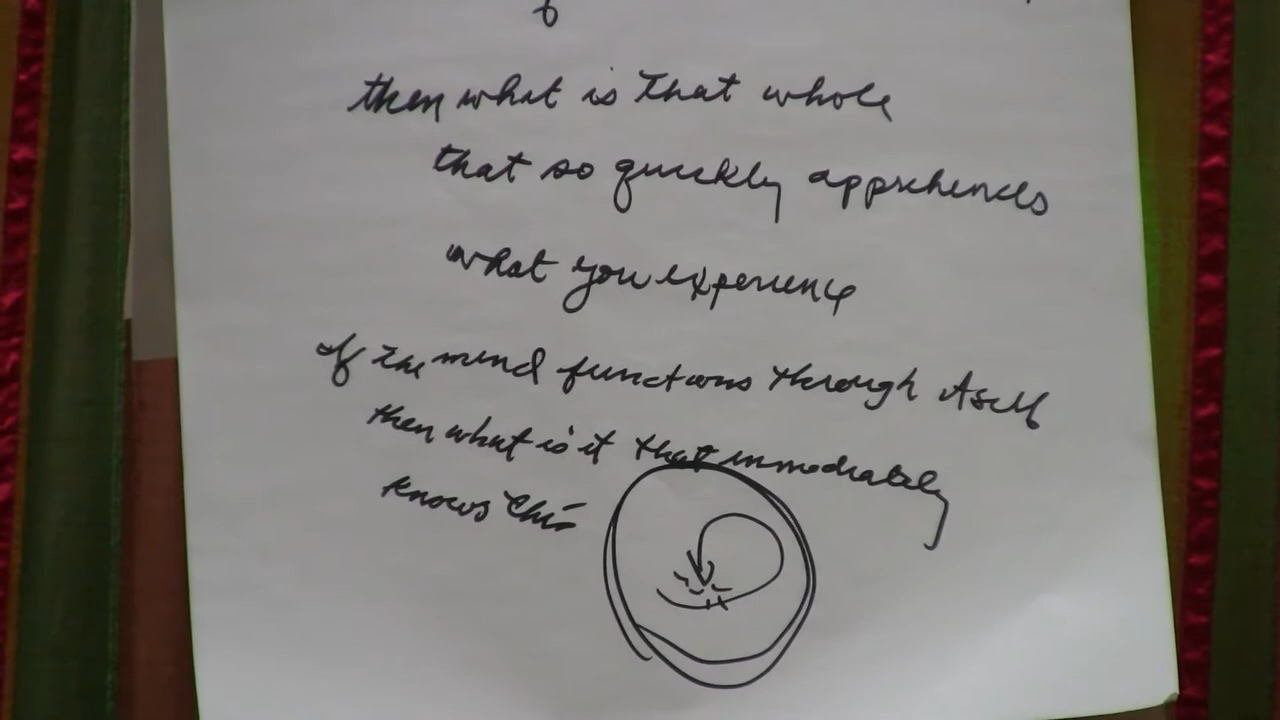 then what is that whole
that so quickly apprehends
what you experience
if the mind functions through itself
then what is it that immediately
knows this